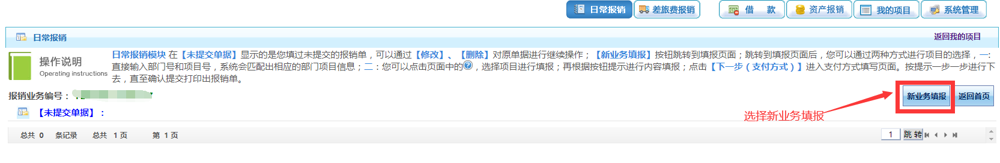 日常报销 差旅费报销 借 款 资产报销 我的项目 系统管理
日常报销 返回我的项目
操作说明
Operating instructions
日常报销模块 在【未提交单据】显示的是您填过未提交的报销单，可以通过【修改】、【删除】对原单据进行继续操作；【新业务填报】按钮跳转到填报页面；跳转到填报页面后，您可以通过两种方式进行项目的选择，一：
直接输入部门号和项目号，系统会匹配出相应的部门项目信息；二：您可以点击页面中的?，选择项目进行填报；再根据按钮提示进行内容填报；点击【下一步（支付方式）】进入支付方式填写页面。按提示一步一步进行下
去，直至确认提交打印出报销单。
报销业务编号：
新业务填报 返回首页
【未提交单据】：
选择新业务填报
总共 0 条记录 总共 1 页 第 1 页 1 跳 转